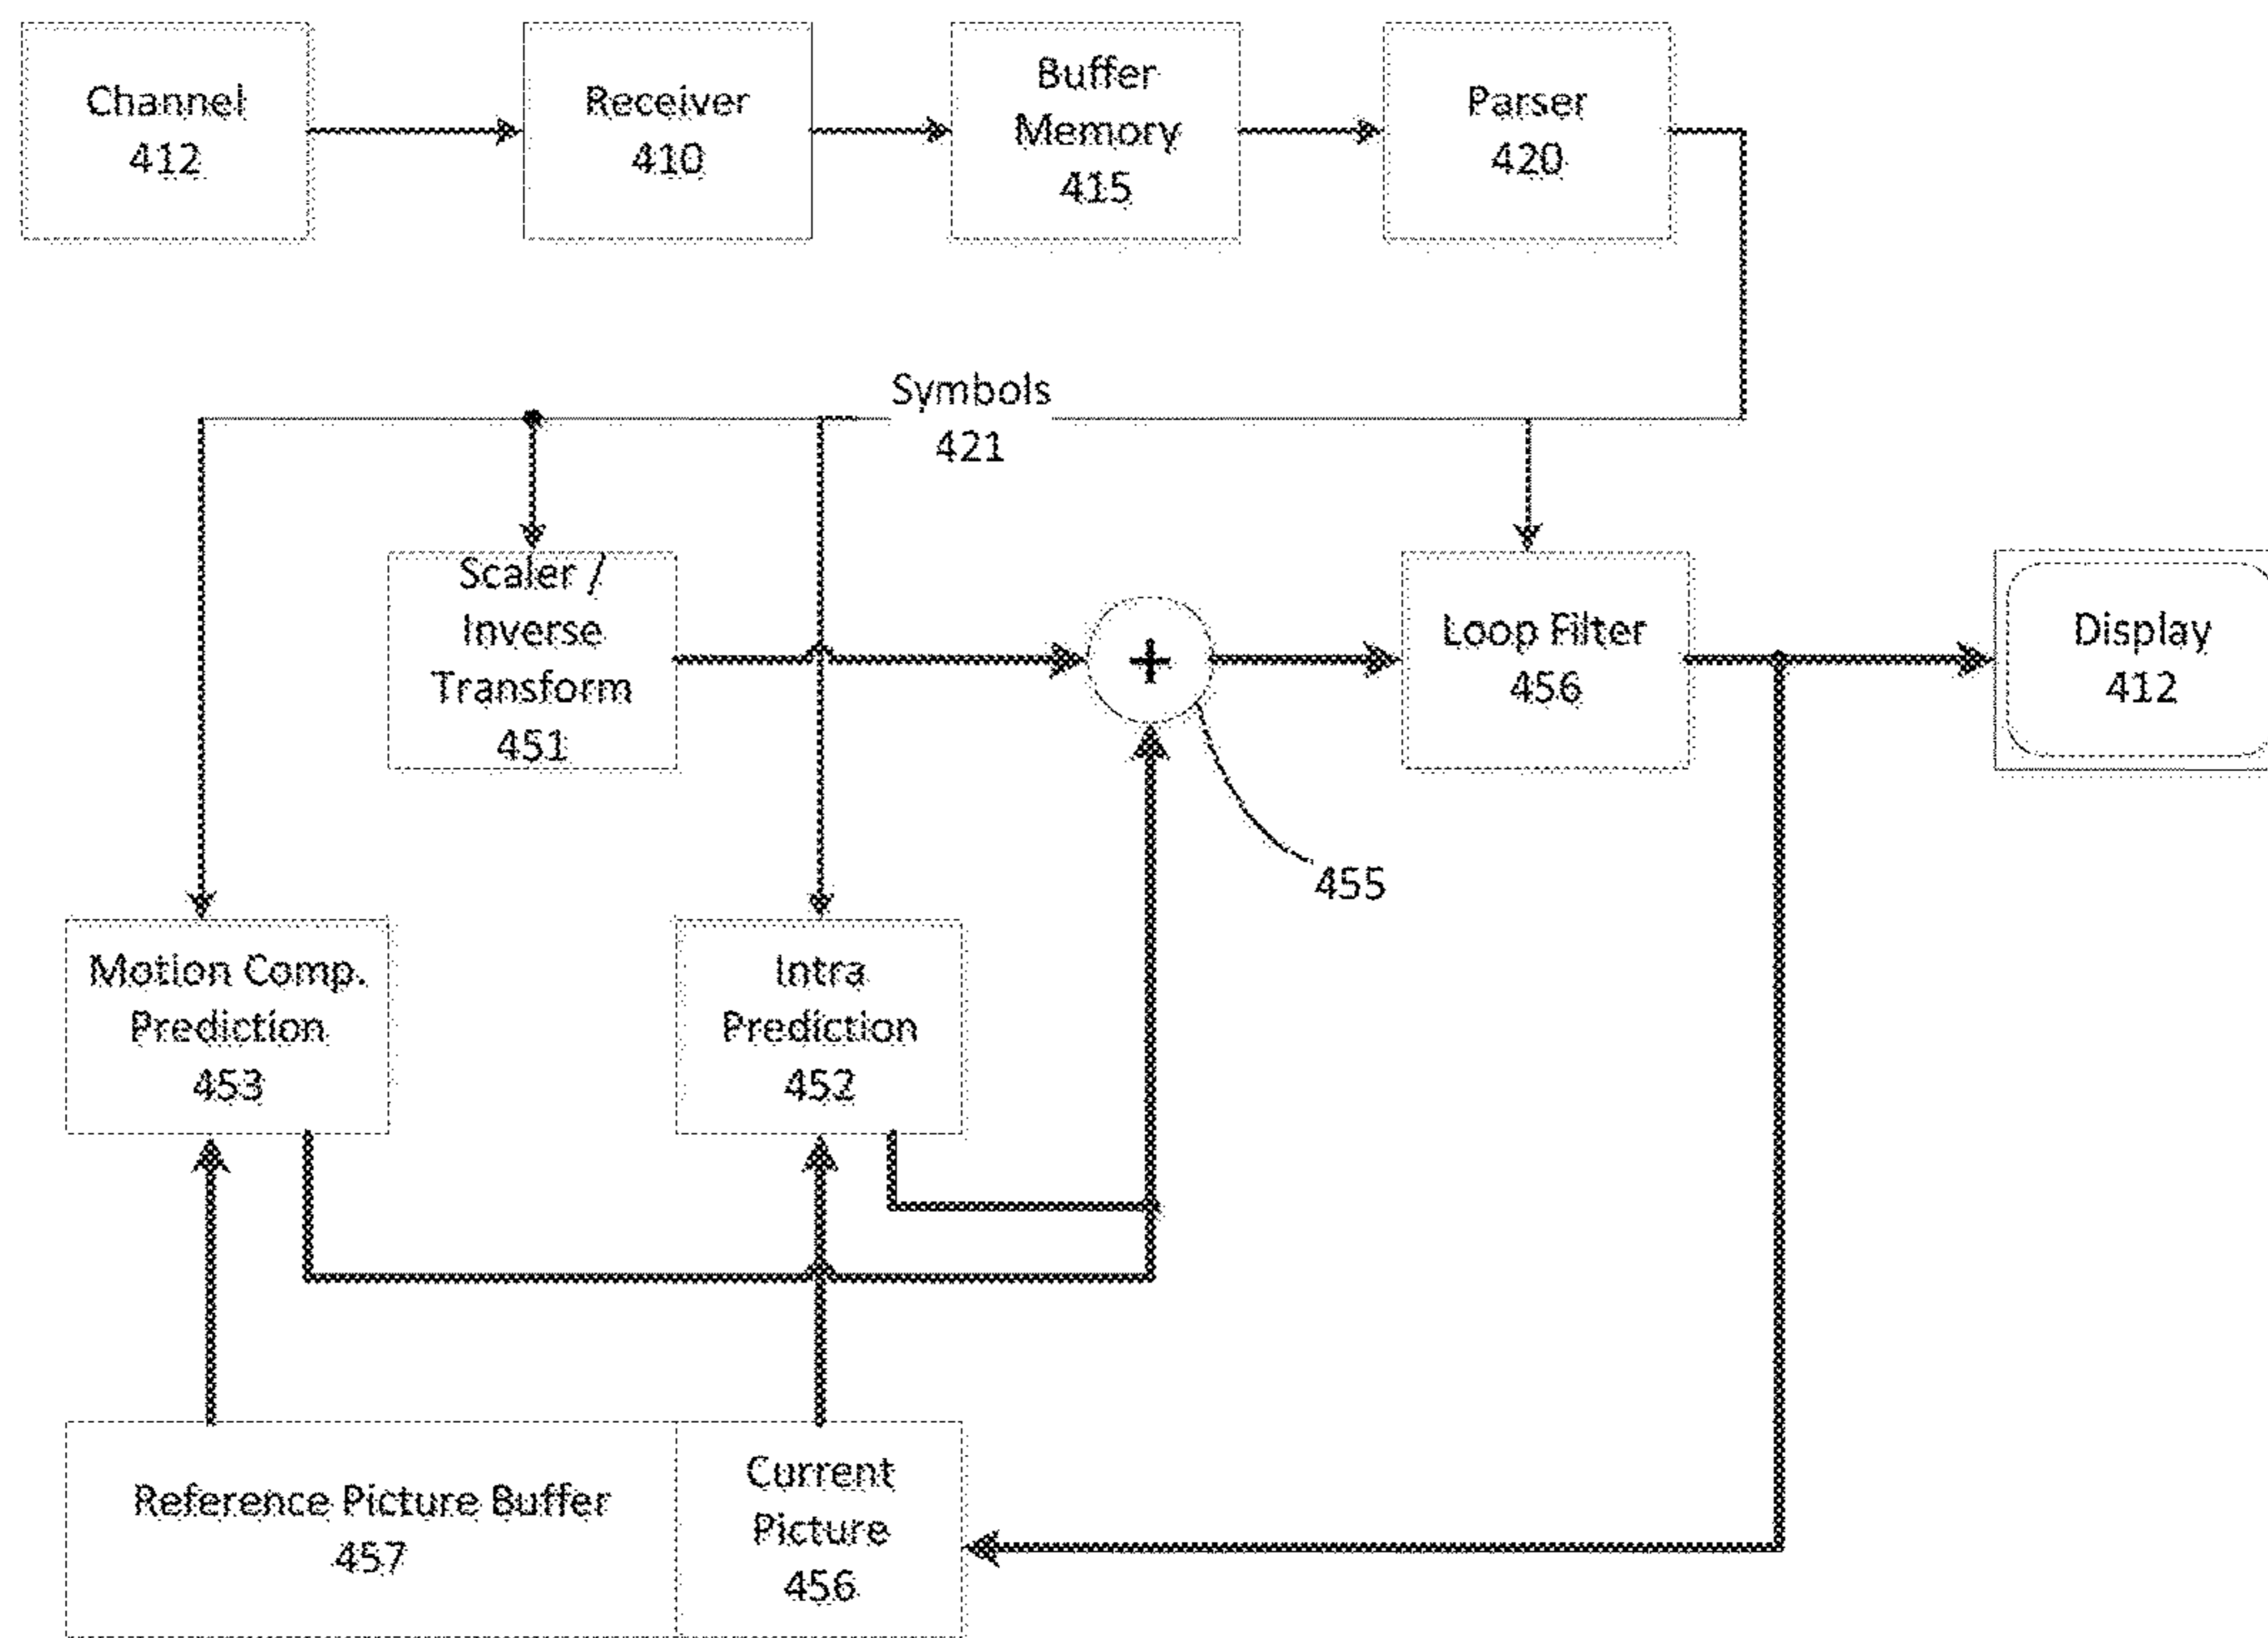 Channel
412
Receiver
410
Buffer
Memory
415
Parser
420
Symbols
421
Scaler /
Inverse
Transform
451
+
Loop Filter
456
Display
412
455
Motion Comp.
Prediction
453
Intra
Prediction
452
Reference Picture Buffer
457
Current
Picture
456